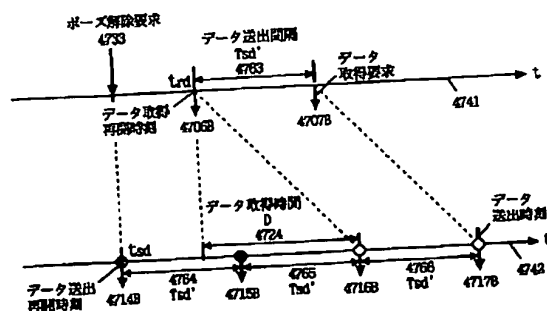 ポーズ解除要求
4733
データ送出間隔
Tsd'
4763
データ
取得要求
trd
t
4741
データ取得
再開時刻
4706B
4707B
データ取得時間
D
4724
データ
送出時刻
tsd
t
4742
データ送出
再開時刻
4714B
4764
Tsd'
4715B
4765
Tsd'
4716B
4766
Tsd'
4717B